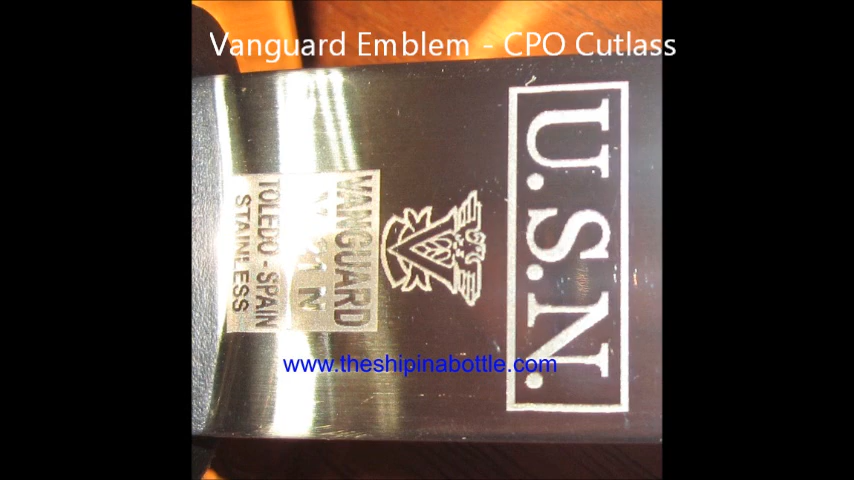 Vanguard Emblem - CPO Cutlass
U.S.N.
VANGUARD
TOLEDO - SPAIN
STAINLESS
www.theshipinabottle.com